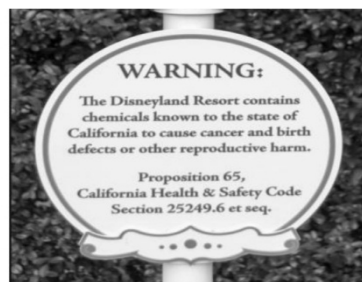 WARNING:
The Disneyland Resort contains
chemicals known to the state of
California to cause cancer and birth
defects or other reproductive harm.
Proposition 65,
California Health & Safety Code
Section 25249.6 et seq.